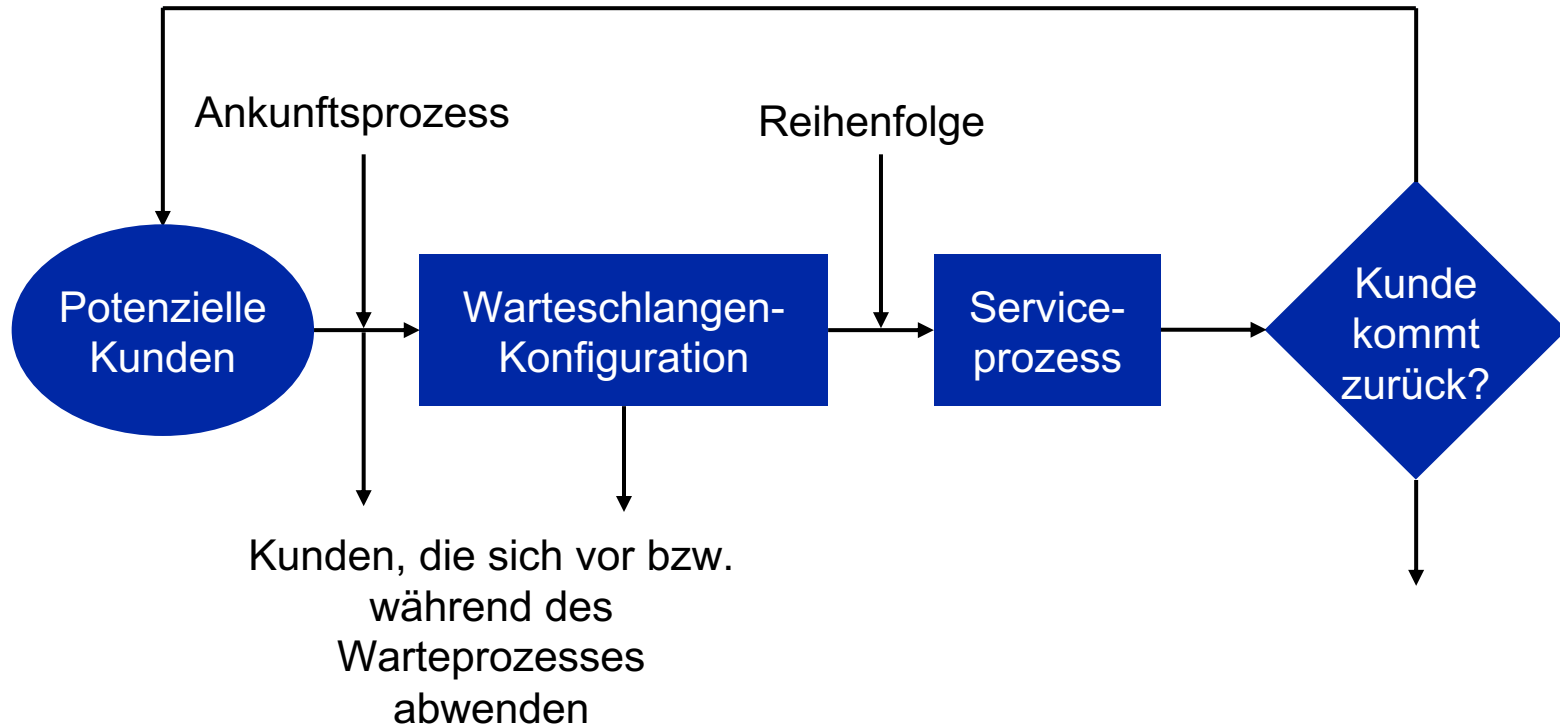 Ankunftsprozess
Reihenfolge
Potenzielle
Kunden
Warteschlangen-
Konfiguration
Service-
prozess
Kunde
kommt
zurück?
Kunden, die sich vor bzw.
während des
Warteprozesses
abwenden